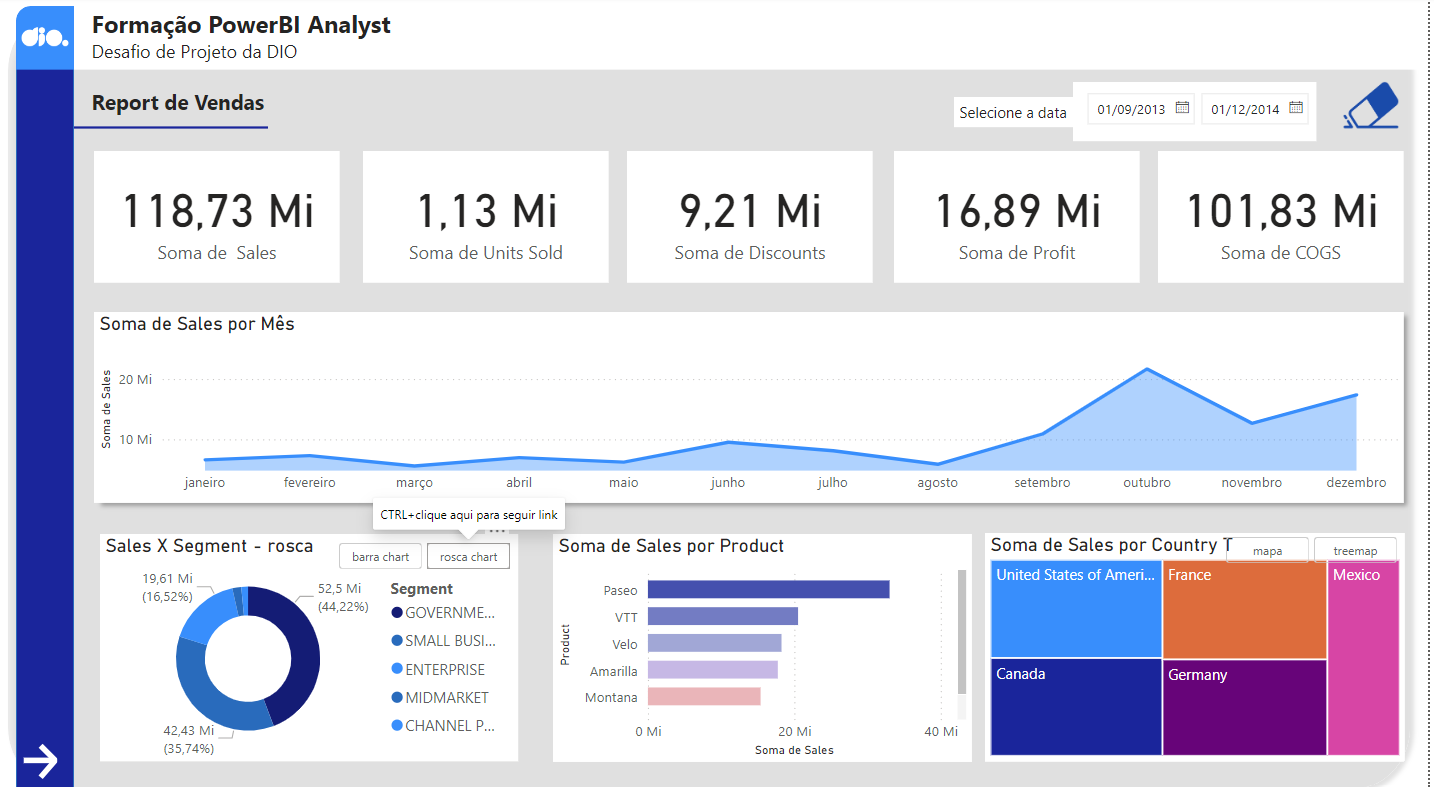 dio.
Formação PowerBI Analyst
Desafio de Projeto da DIO
Report de Vendas
Selecione a data
01/09/2013
01/12/2014
118,73 Mi
Soma de  Sales
1,13 Mi
Soma de Units Sold
9,21 Mi
Soma de Discounts
16,89 Mi
Soma de Profit
101,83 Mi
Soma de COGS
Soma de Sales por Mês
Soma de Sales
20 Mi
10 Mi
janeiro
fevereiro
março
abril
maio
junho
julho
agosto
setembro
outubro
novembro
dezembro
CTRL+clique aqui para seguir link
Sales X Segment - rosca
barra chart
rosca chart
19,61 Mi
(16,52%)
52,5 Mi
(44,22%)
42,43 Mi
(35,74%)
Segment
GOVERNME...
SMALL BUSI...
ENTERPRISE
MIDMARKET
CHANNEL P...
Soma de Sales por Product
Product
Paseo
VTT
Velo
Amarilla
Montana
0 Mi
20 Mi
40 Mi
Soma de Sales
Soma de Sales por Country T
mapa
treemap
United States of Ameri...
France
Mexico
Canada
Germany